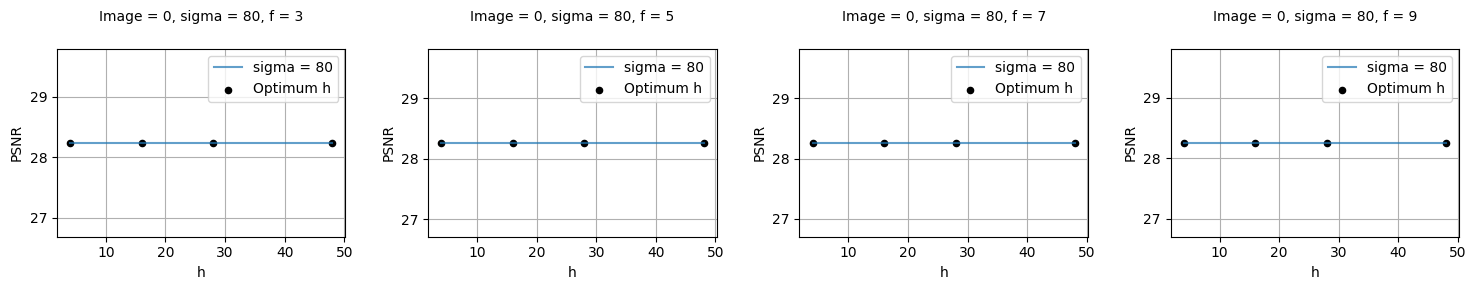 Image = 0, sigma = 80, f = 3
sigma = 80
Optimum h
29
28
27
PSNR
10 20 30 40 50
h
Image = 0, sigma = 80, f = 5
sigma = 80
Optimum h
29
28
27
PSNR
10 20 30 40 50
h
Image = 0, sigma = 80, f = 7
sigma = 80
Optimum h
29
28
27
PSNR
10 20 30 40 50
h
Image = 0, sigma = 80, f = 9
sigma = 80
Optimum h
29
28
27
PSNR
10 20 30 40 50
h